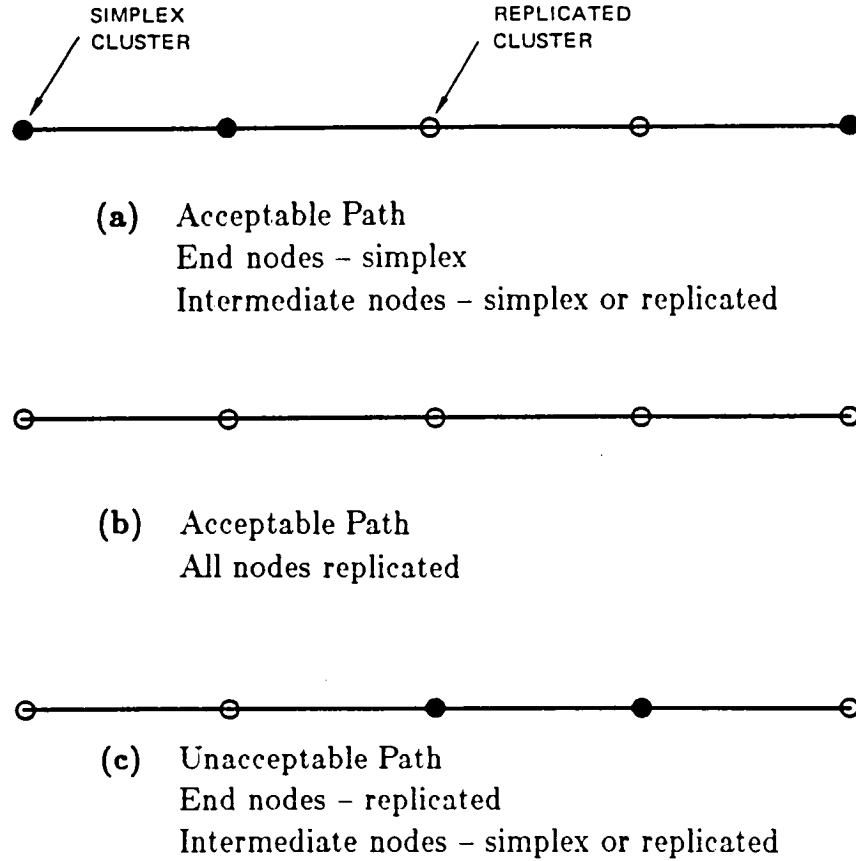 SIMPLEX
CLUSTER
REPLICATED
CLUSTER
(a) Acceptable Path
End nodes – simplex
Intermediate nodes – simplex or replicated
(b) Acceptable Path
All nodes replicated
(c) Unacceptable Path
End nodes – replicated
Intermediate nodes – simplex or replicated